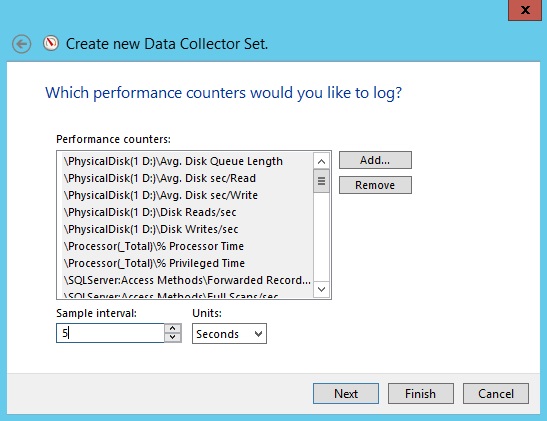 x
Create new Data Collector Set.
Which performance counters would you like to log?
Performance counters:
\PhysicalDisk(1 D:)\Avg. Disk Queue Length
\PhysicalDisk(1 D:)\Avg. Disk sec/Read
\PhysicalDisk(1 D:)\Avg. Disk sec/Write
\PhysicalDisk(1 D:)\Disk Reads/sec
\PhysicalDisk(1 D:)\Disk Writes/sec
\Processor(_Total)\% Processor Time
\Processor(_Total)\% Privileged Time
\SQLServer:Access Methods\Forwarded Record...
\SQLServer:Access Methods\Full Scans/sec
Add...
Remove
Sample interval:
Units:
5
Seconds
Next
Finish
Cancel